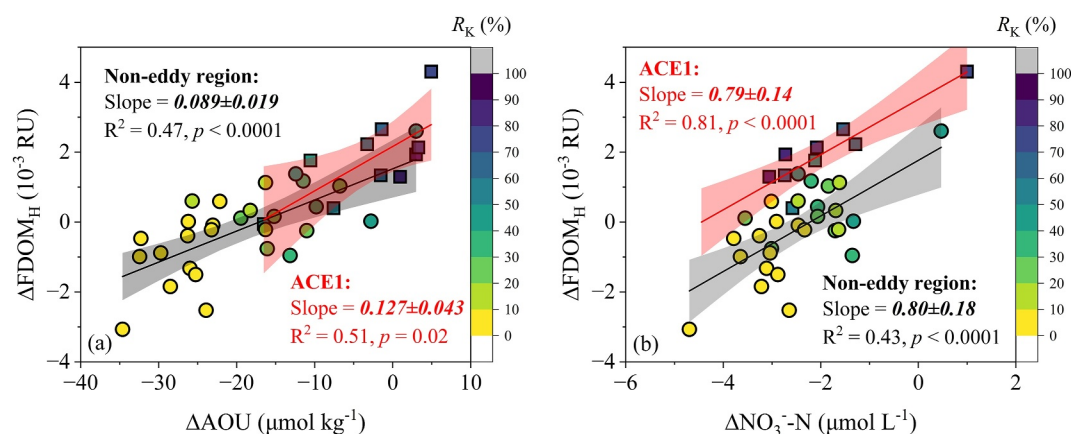 R_K (%)
Non-eddy region:
Slope = 0.089±0.019
R² = 0.47, p < 0.0001
ACE1:
Slope = 0.127±0.043
R² = 0.51, p = 0.02
(a)
4
2
0
−2
−4
−40 −30 −20 −10 0 10
ΔFDOM_H (10⁻³ RU)
ΔAOU (μmol kg⁻¹)
100
90
80
70
60
50
40
30
20
10
0
R_K (%)
ACE1:
Slope = 0.79±0.14
R² = 0.81, p < 0.0001
Non-eddy region:
Slope = 0.80±0.18
R² = 0.43, p < 0.0001
(b)
4
2
0
−2
−4
−6 −4 −2 0 2
ΔFDOM_H (10⁻³ RU)
ΔNO₃⁻-N (μmol L⁻¹)
100
90
80
70
60
50
40
30
20
10
0